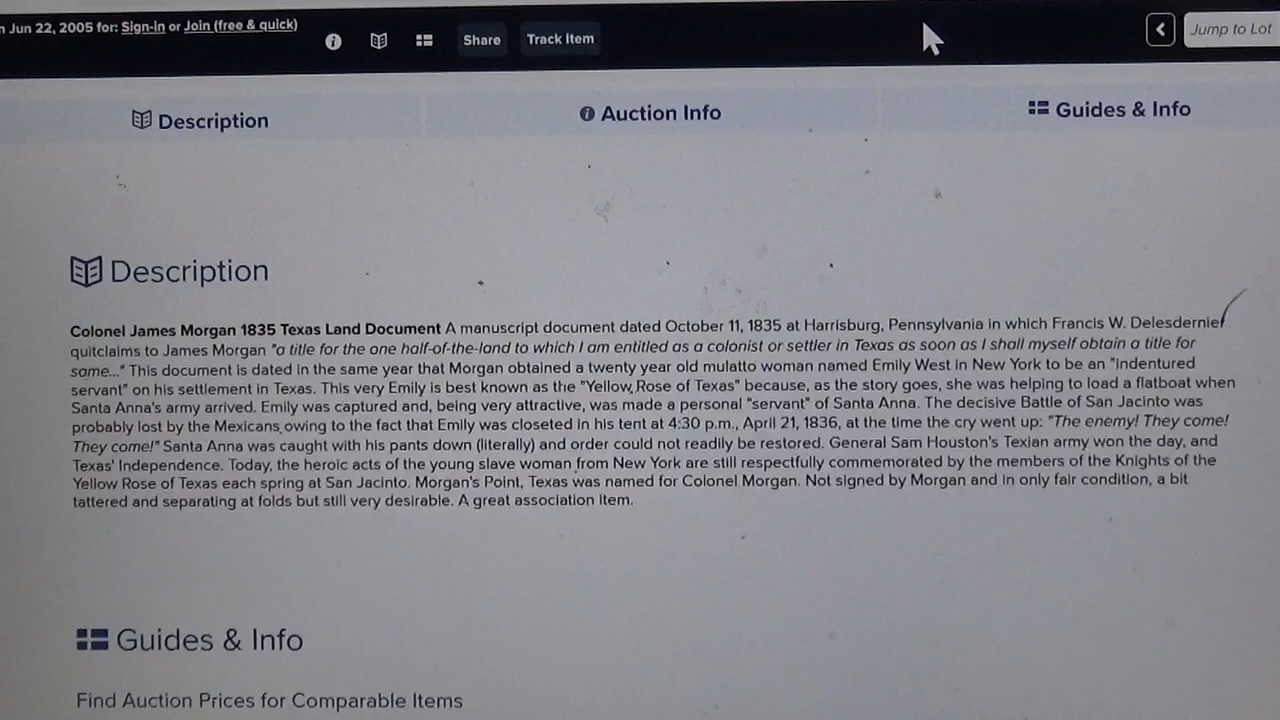 n Jun 22, 2005 for: Sign-in or Join (free & quick)
Share
Track Item
Jump to Lot
Description
Auction Info
Guides & Info
Description
Colonel James Morgan 1835 Texas Land Document A manuscript document dated October 11, 1835 at Harrisburg, Pennsylvania in which Francis W. Delesdernier
quitclaims to James Morgan "a title for the one half-of-the-land to which I am entitled as a colonist or settler in Texas as soon as I shall myself obtain a title for
same..." This document is dated in the same year that Morgan obtained a twenty year old mulatto woman named Emily West in New York to be an "indentured
servant" on his settlement in Texas. This very Emily is best known as the "Yellow Rose of Texas" because, as the story goes, she was helping to load a flatboat when
Santa Anna's army arrived. Emily was captured and, being very attractive, was made a personal "servant" of Santa Anna. The decisive Battle of San Jacinto was
probably lost by the Mexicans owing to the fact that Emily was closeted in his tent at 4:30 p.m., April 21, 1836, at the time the cry went up: "The enemy! They come!
They come!" Santa Anna was caught with his pants down (literally) and order could not readily be restored. General Sam Houston's Texian army won the day, and
Texas' Independence. Today, the heroic acts of the young slave woman from New York are still respectfully commemorated by the members of the Knights of the
Yellow Rose of Texas each spring at San Jacinto. Morgan's Point, Texas was named for Colonel Morgan. Not signed by Morgan and in only fair condition, a bit
tattered and separating at folds but still very desirable. A great association item.
Guides & Info
Find Auction Prices for Comparable Items